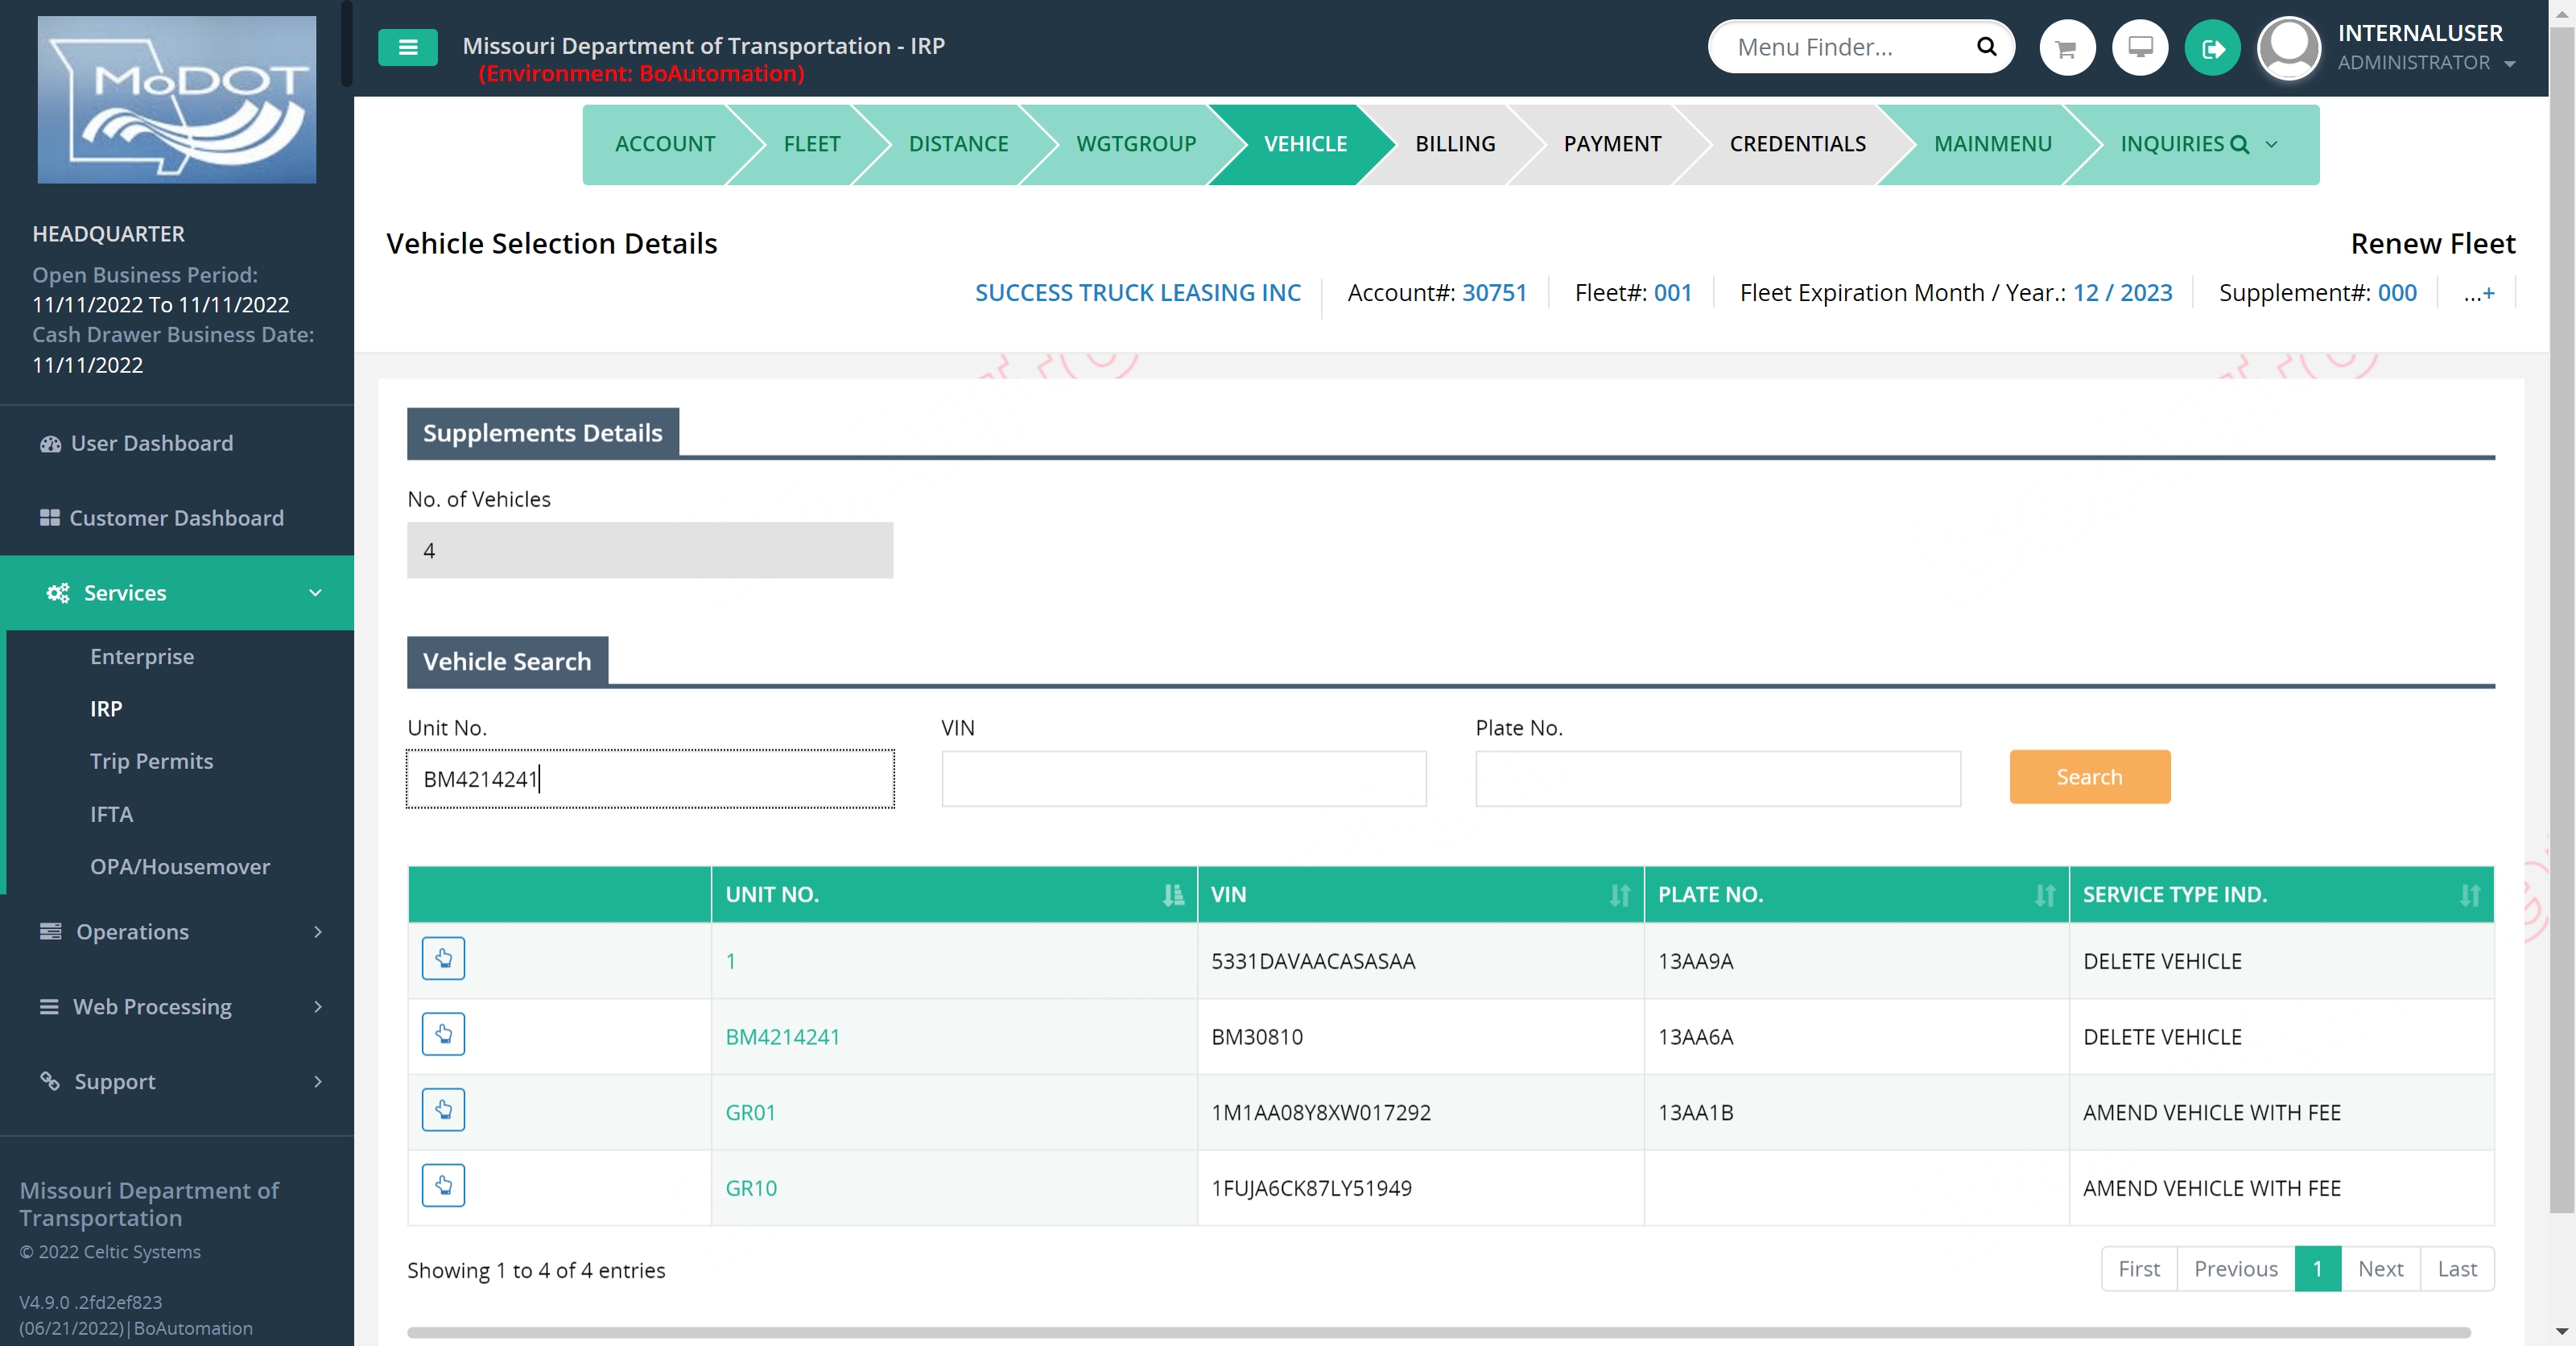 MoDOT
Missouri Department of Transportation - IRP
(Environment: BoAutomation)
Menu Finder...
INTERNALUSER
ADMINISTRATOR
ACCOUNT
FLEET
DISTANCE
WGTGROUP
VEHICLE
BILLING
PAYMENT
CREDENTIALS
MAINMENU
INQUIRIES
HEADQUARTER
Open Business Period:
11/11/2022 To 11/11/2022
Cash Drawer Business Date:
11/11/2022
User Dashboard
Customer Dashboard
Services
Enterprise
IRP
Trip Permits
IFTA
OPA/Housemover
Operations
Web Processing
Support
Missouri Department of
Transportation
© 2022 Celtic Systems
V4.9.0 .2fd2ef823
(06/21/2022)|BoAutomation
Vehicle Selection Details
Renew Fleet
SUCCESS TRUCK LEASING INC Account#: 30751 Fleet#: 001 Fleet Expiration Month / Year.: 12 / 2023 Supplement#: 000 ...+
Supplements Details
No. of Vehicles
4
Vehicle Search
Unit No. VIN Plate No.
BM4214241
Search
UNIT NO. VIN PLATE NO. SERVICE TYPE IND.
1 5331DAVAACASASAA 13AA9A DELETE VEHICLE
BM4214241 BM30810 13AA6A DELETE VEHICLE
GR01 1M1AA08Y8XW017292 13AA1B AMEND VEHICLE WITH FEE
GR10 1FUJA6CK87LY51949 AMEND VEHICLE WITH FEE
Showing 1 to 4 of 4 entries
First Previous 1 Next Last